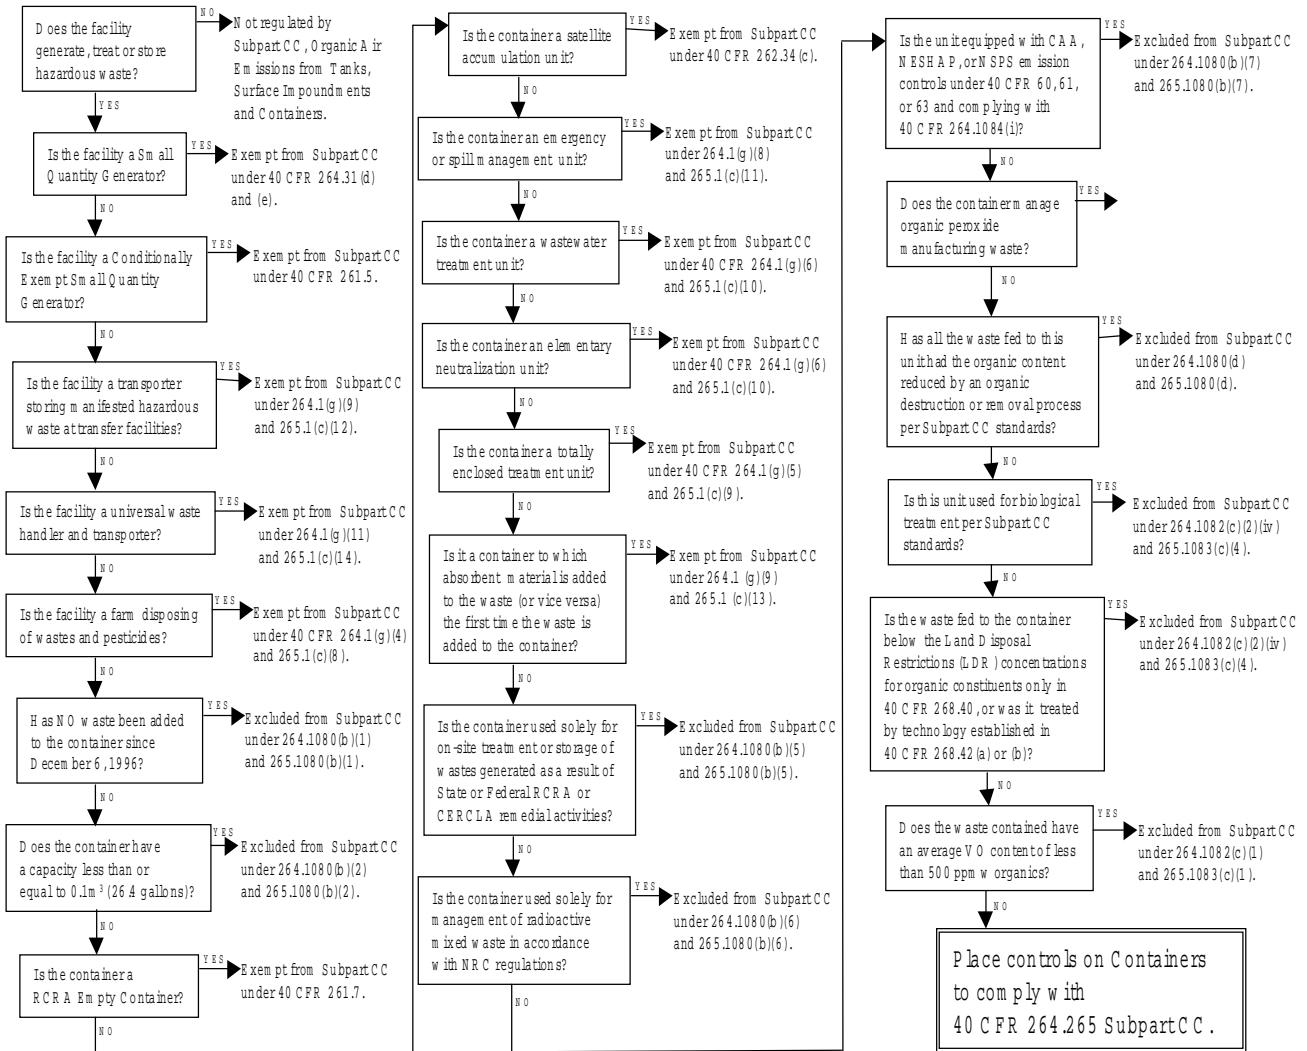 Does the facility
generate, treat or store
hazardous waste?
NO
Not regulated by
Subpart CC, Organic Air
Emissions from Tanks,
Surface Impoundments
and Containers.
YES
Is the facility a Small
Quantity Generator?
YES
Exempt from Subpart CC
under 40 CFR 264.31(d)
and (e).
NO
Is the facility a Conditionally
Exempt Small Quantity
Generator?
YES
Exempt from Subpart CC
under 40 CFR 261.5.
NO
Is the facility a transporter
storing manifested hazardous
waste at transfer facilities?
YES
Exempt from Subpart CC
under 264.1(g)(9)
and 265.1(c)(12).
NO
Is the facility a universal waste
handler and transporter?
YES
Exempt from Subpart CC
under 264.1(g)(11)
and 265.1(c)(14).
NO
Is the facility a farm disposing
of wastes and pesticides?
YES
Exempt from Subpart CC
under 40 CFR 264.1(g)(4)
and 265.1(c)(8).
NO
Has NO waste been added
to the container since
December 6, 1996?
YES
Excluded from Subpart CC
under 264.1080(b)(1)
and 265.1080(b)(1).
NO
Does the container have
a capacity less than or
equal to 0.1m³ (26.4 gallons)?
YES
Excluded from Subpart CC
under 264.1080(b)(2)
and 265.1080(b)(2).
NO
Is the container a
RCRA Empty Container?
YES
Exempt from Subpart CC
under 40 CFR 261.7.
NO
Is the container a satellite
accumulation unit?
YES
Exempt from Subpart CC
under 40 CFR 262.34(c).
NO
Is the container an emergency
or spill management unit?
YES
Exempt from Subpart CC
under 264.1(g)(8)
and 265.1(c)(11).
NO
Is the container a wastewater
treatment unit?
YES
Exempt from Subpart CC
under 40 CFR 264.1(g)(6)
and 265.1(c)(10).
NO
Is the container an elementary
neutralization unit?
YES
Exempt from Subpart CC
under 40 CFR 264.1(g)(6)
and 265.1(c)(10).
NO
Is the container a totally
enclosed treatment unit?
YES
Exempt from Subpart CC
under 40 CFR 264.1(g)(5)
and 265.1(c)(9).
NO
Is it a container to which
absorbent material is added
to the waste (or vice versa)
the first time the waste is
added to the container?
YES
Exempt from Subpart CC
under 264.1 (g)(9)
and 265.1 (c)(13).
NO
Is the container used solely for
on-site treatment or storage of
wastes generated as a result of
State or Federal RCRA or
CERCLA remedial activities?
YES
Excluded from Subpart CC
under 264.1080(b)(5)
and 265.1080(b)(5).
NO
Is the container used solely for
management of radioactive
mixed waste in accordance
with NRC regulations?
YES
Excluded from Subpart CC
under 264.1080(b)(6)
and 265.1080(b)(6).
NO
Is the unit equipped with CAA,
NESHAP, or NSPS emission
controls under 40 CFR 60, 61,
or 63 and complying with
40 CFR 264.1084(i)?
YES
Excluded from Subpart CC
under 264.1080(b)(7)
and 265.1080(b)(7).
NO
Does the container manage
organic peroxide
manufacturing waste?
YES
NO
Has all the waste fed to this
unit had the organic content
reduced by an organic
destruction or removal process
per Subpart CC standards?
YES
Excluded from Subpart CC
under 264.1080(d)
and 265.1080(d).
NO
Is this unit used for biological
treatment per Subpart CC
standards?
YES
Excluded from Subpart CC
under 264.1082(c)(2)(iv)
and 265.1083(c)(4).
NO
Is the waste fed to the container
below the Land Disposal
Restrictions (LDR) concentrations
for organic constituents only in
40 CFR 268.40, or was it treated
by technology established in
40 CFR 268.42(a) or (b)?
YES
Excluded from Subpart CC
under 264.1082(c)(2)(iv)
and 265.1083(c)(4).
NO
Does the waste contained have
an average VO content of less
than 500 ppm w organics?
YES
Excluded from Subpart CC
under 264.1082(c)(1)
and 265.1083(c)(1).
NO
Place controls on Containers
to comply with
40 CFR 264.265 Subpart CC.